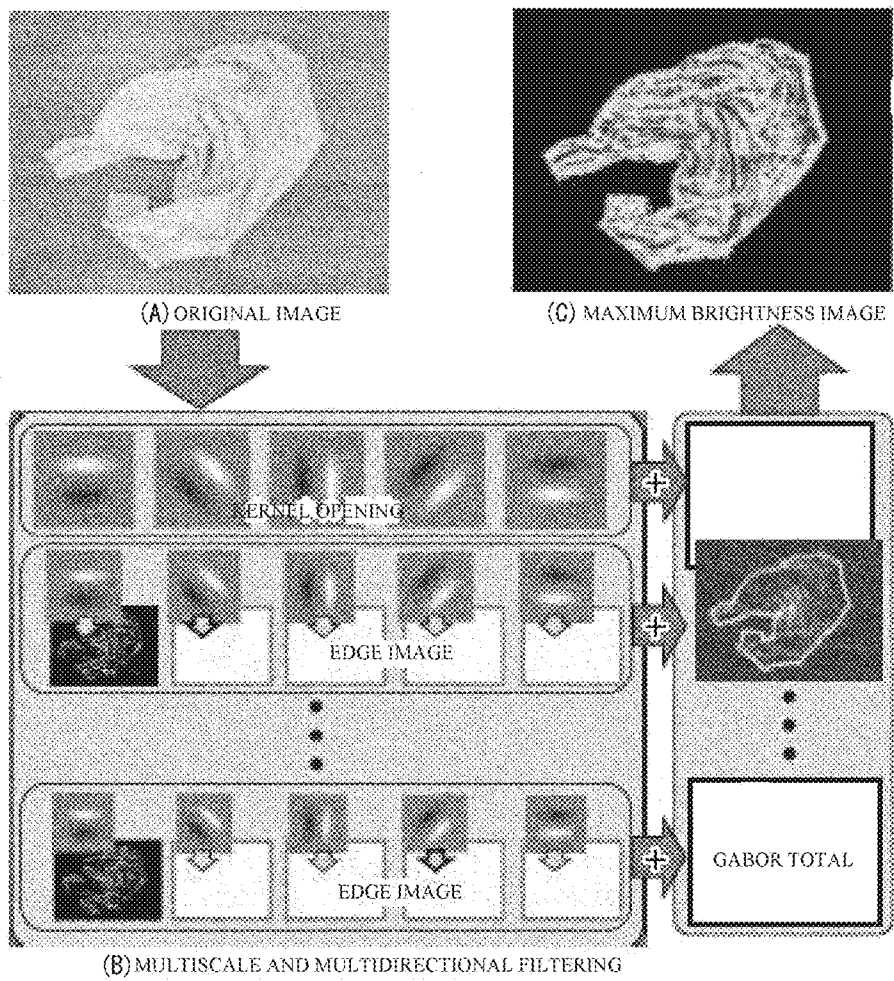 (A) ORIGINAL IMAGE
(C) MAXIMUM BRIGHTNESS IMAGE
KERNEL OPENING
EDGE IMAGE
EDGE IMAGE
GABOR TOTAL
(B) MULTISCALE AND MULTIDIRECTIONAL FILTERING